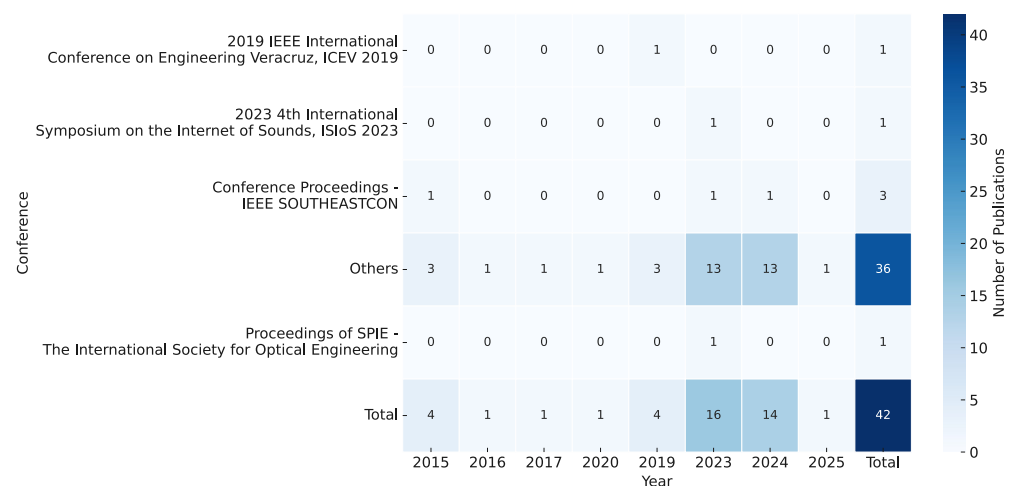 2019 IEEE International
Conference on Engineering Veracruz, ICEV 2019
0 0 0 0 1 0 0 0 1
2023 4th International
Symposium on the Internet of Sounds, ISIoS 2023
0 0 0 0 0 1 0 0 1
Conference Proceedings -
IEEE SOUTHEASTCON
1 0 0 0 0 1 1 0 3
Others
3 1 1 1 3 13 13 1 36
Proceedings of SPIE -
The International Society for Optical Engineering
0 0 0 0 0 1 0 0 1
Total
4 1 1 1 4 16 14 1 42
2015 2016 2017 2020 2019 2023 2024 2025 Total
Year
Conference
40
35
30
25
20
15
10
5
0
Number of Publications